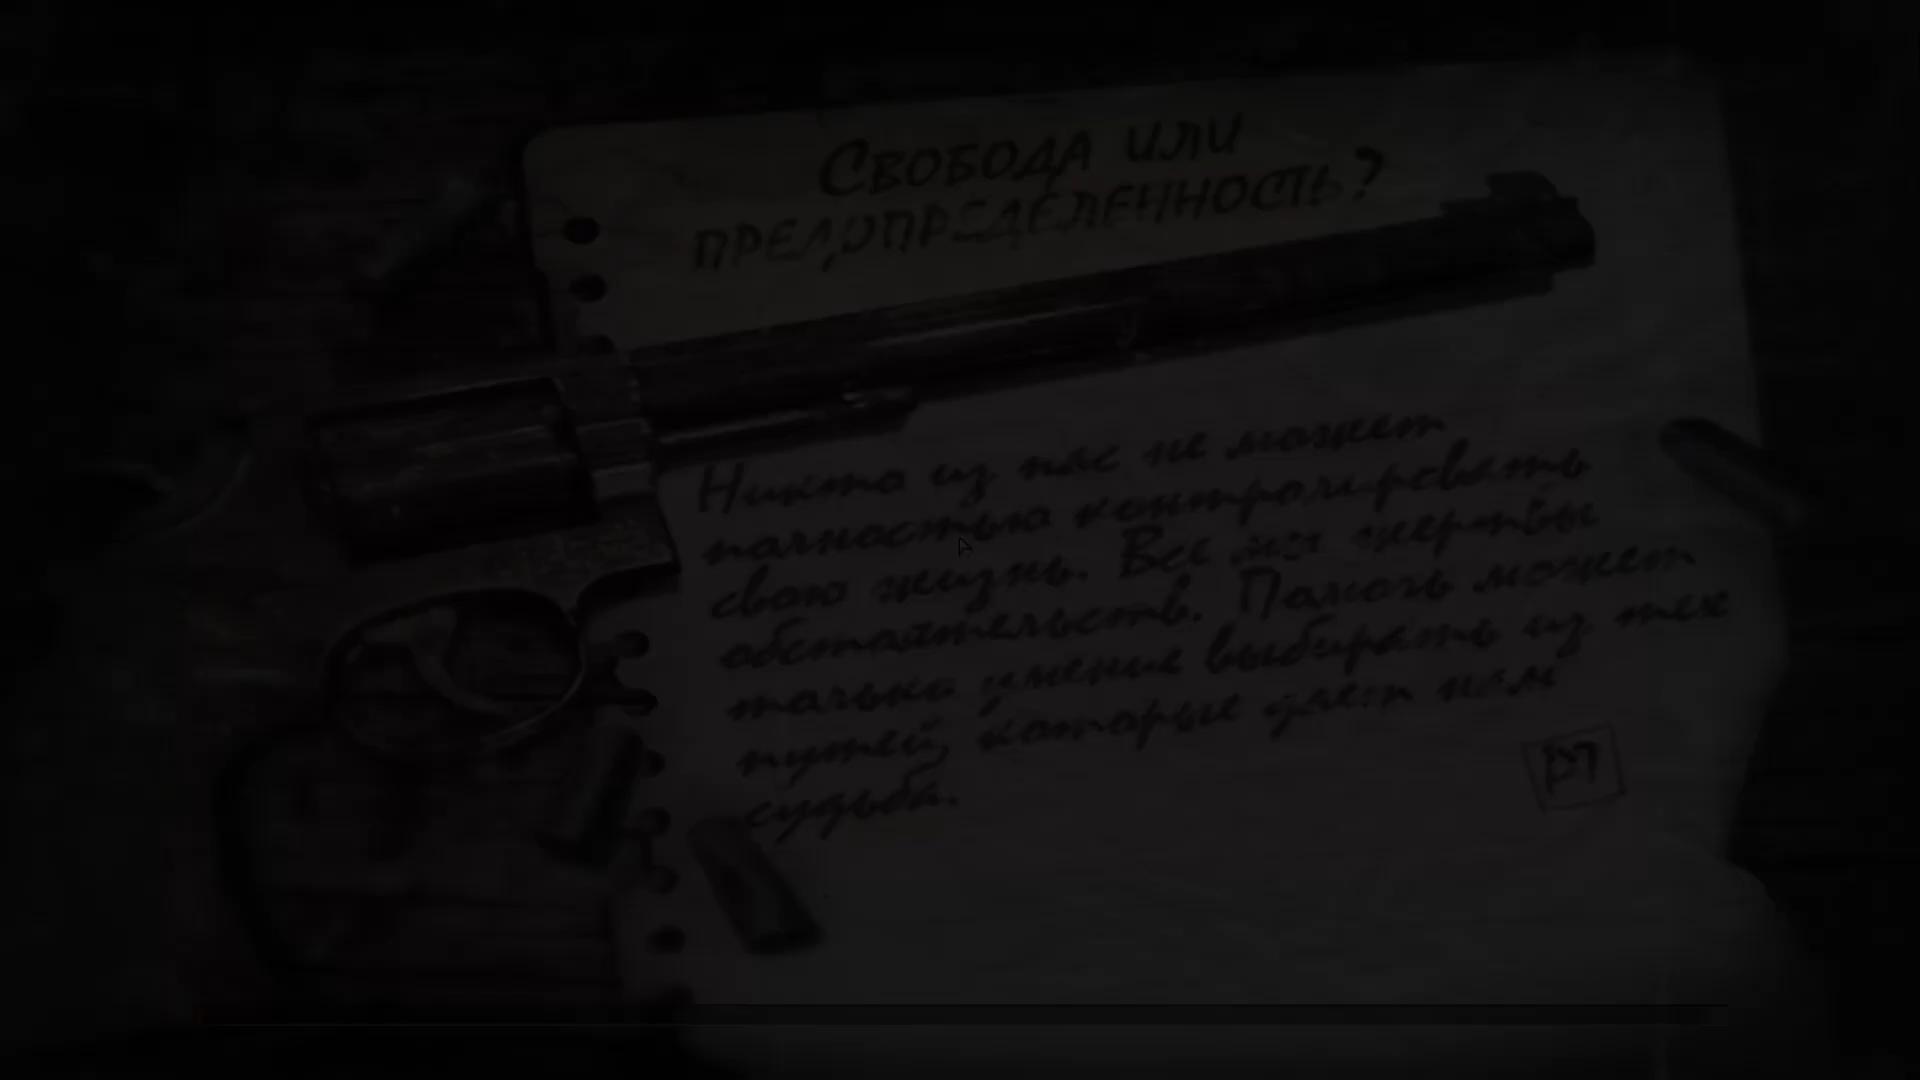 Свобода или
предопределенность?
Никто из нас не может
полностью контролировать
свою жизнь. Все мы жертвы
обстоятельств. Помочь может
только умение выбирать из тех
путей, которые дает нам
судьба.